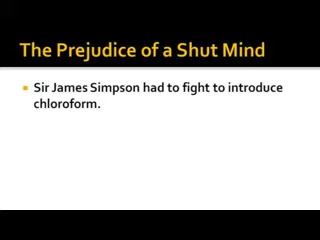 The Prejudice of a Shut Mind
Sir James Simpson had to fight to introduce
chloroform.